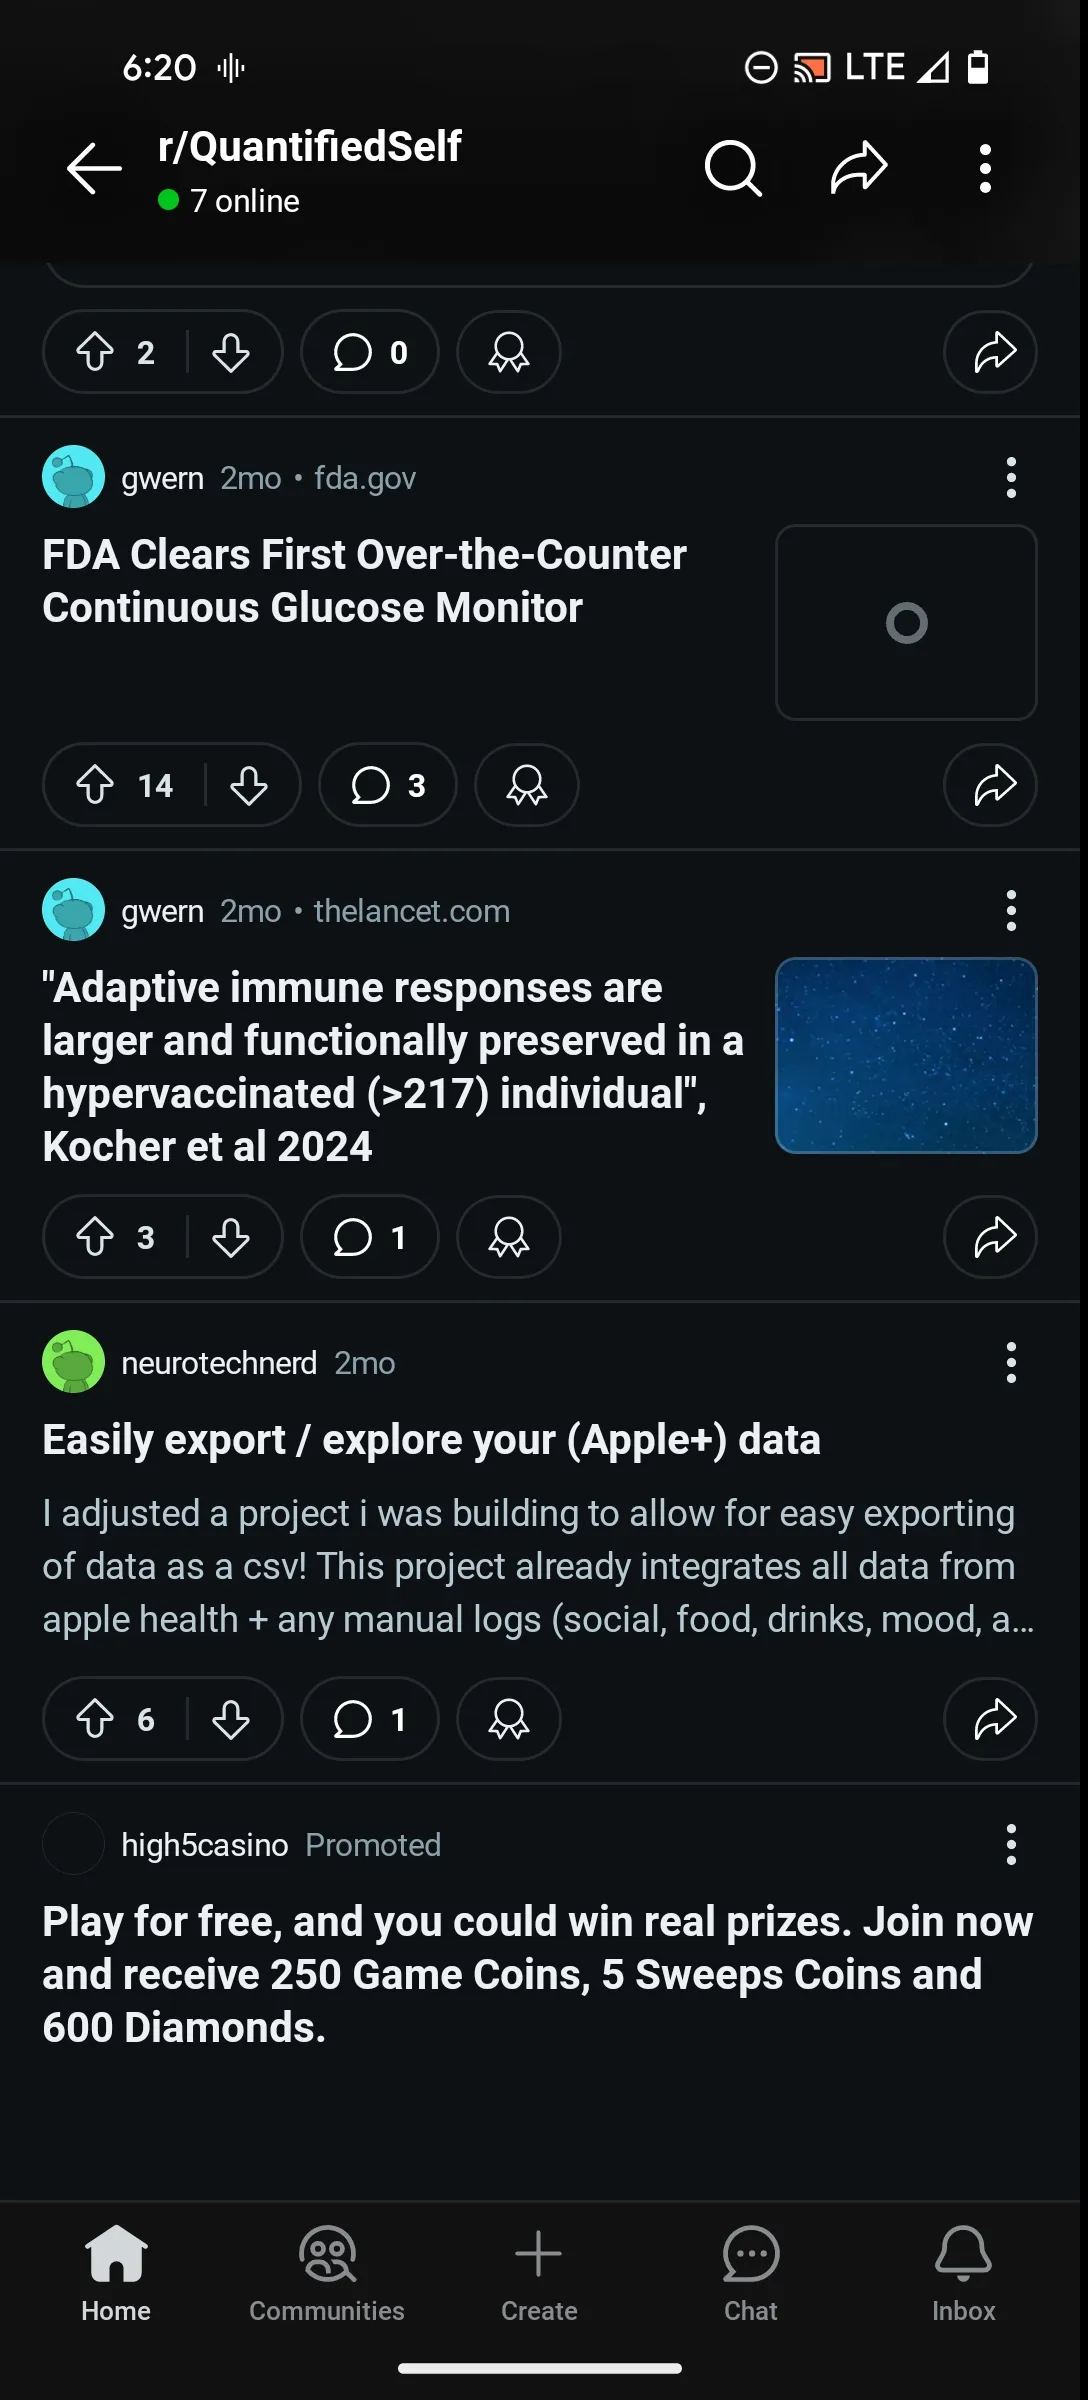 6:20
LTE
r/QuantifiedSelf
7 online
2
0
gwern 2mo • fda.gov
FDA Clears First Over-the-Counter
Continuous Glucose Monitor
14
3
gwern 2mo • thelancet.com
"Adaptive immune responses are
larger and functionally preserved in a
hypervaccinated (>217) individual",
Kocher et al 2024
3
1
neurotechnerd 2mo
Easily export / explore your (Apple+) data
I adjusted a project i was building to allow for easy exporting
of data as a csv! This project already integrates all data from
apple health + any manual logs (social, food, drinks, mood, a…
6
1
high5casino Promoted
Play for free, and you could win real prizes. Join now
and receive 250 Game Coins, 5 Sweeps Coins and
600 Diamonds.
Home
Communities
Create
Chat
Inbox